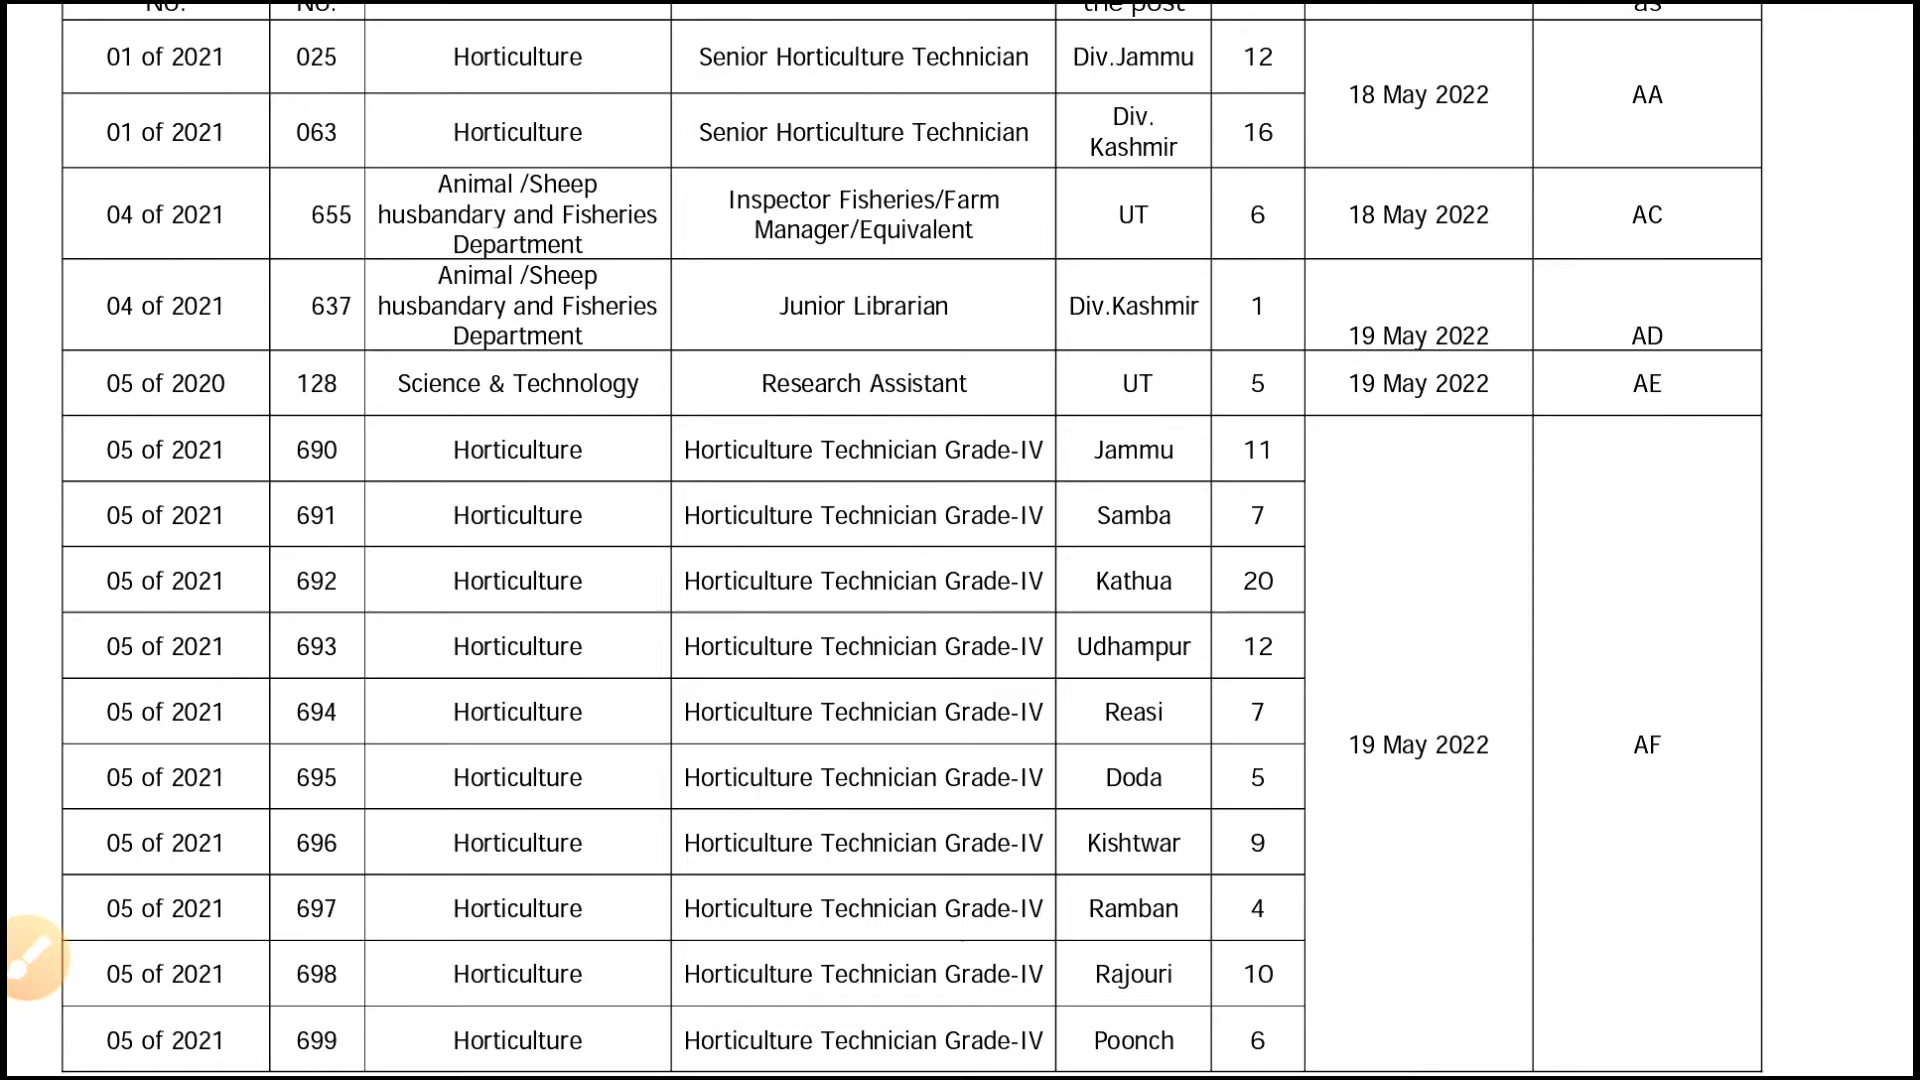 No. No. the post as
01 of 2021 025 Horticulture Senior Horticulture Technician Div.Jammu 12
18 May 2022 AA
01 of 2021 063 Horticulture Senior Horticulture Technician Div. Kashmir 16
04 of 2021 655 Animal /Sheep husbandary and Fisheries Department Inspector Fisheries/Farm Manager/Equivalent UT 6 18 May 2022 AC
04 of 2021 637 Animal /Sheep husbandary and Fisheries Department Junior Librarian Div.Kashmir 1 19 May 2022 AD
05 of 2020 128 Science & Technology Research Assistant UT 5 19 May 2022 AE
05 of 2021 690 Horticulture Horticulture Technician Grade-IV Jammu 11
05 of 2021 691 Horticulture Horticulture Technician Grade-IV Samba 7
05 of 2021 692 Horticulture Horticulture Technician Grade-IV Kathua 20
05 of 2021 693 Horticulture Horticulture Technician Grade-IV Udhampur 12
05 of 2021 694 Horticulture Horticulture Technician Grade-IV Reasi 7
19 May 2022 AF
05 of 2021 695 Horticulture Horticulture Technician Grade-IV Doda 5
05 of 2021 696 Horticulture Horticulture Technician Grade-IV Kishtwar 9
05 of 2021 697 Horticulture Horticulture Technician Grade-IV Ramban 4
05 of 2021 698 Horticulture Horticulture Technician Grade-IV Rajouri 10
05 of 2021 699 Horticulture Horticulture Technician Grade-IV Poonch 6